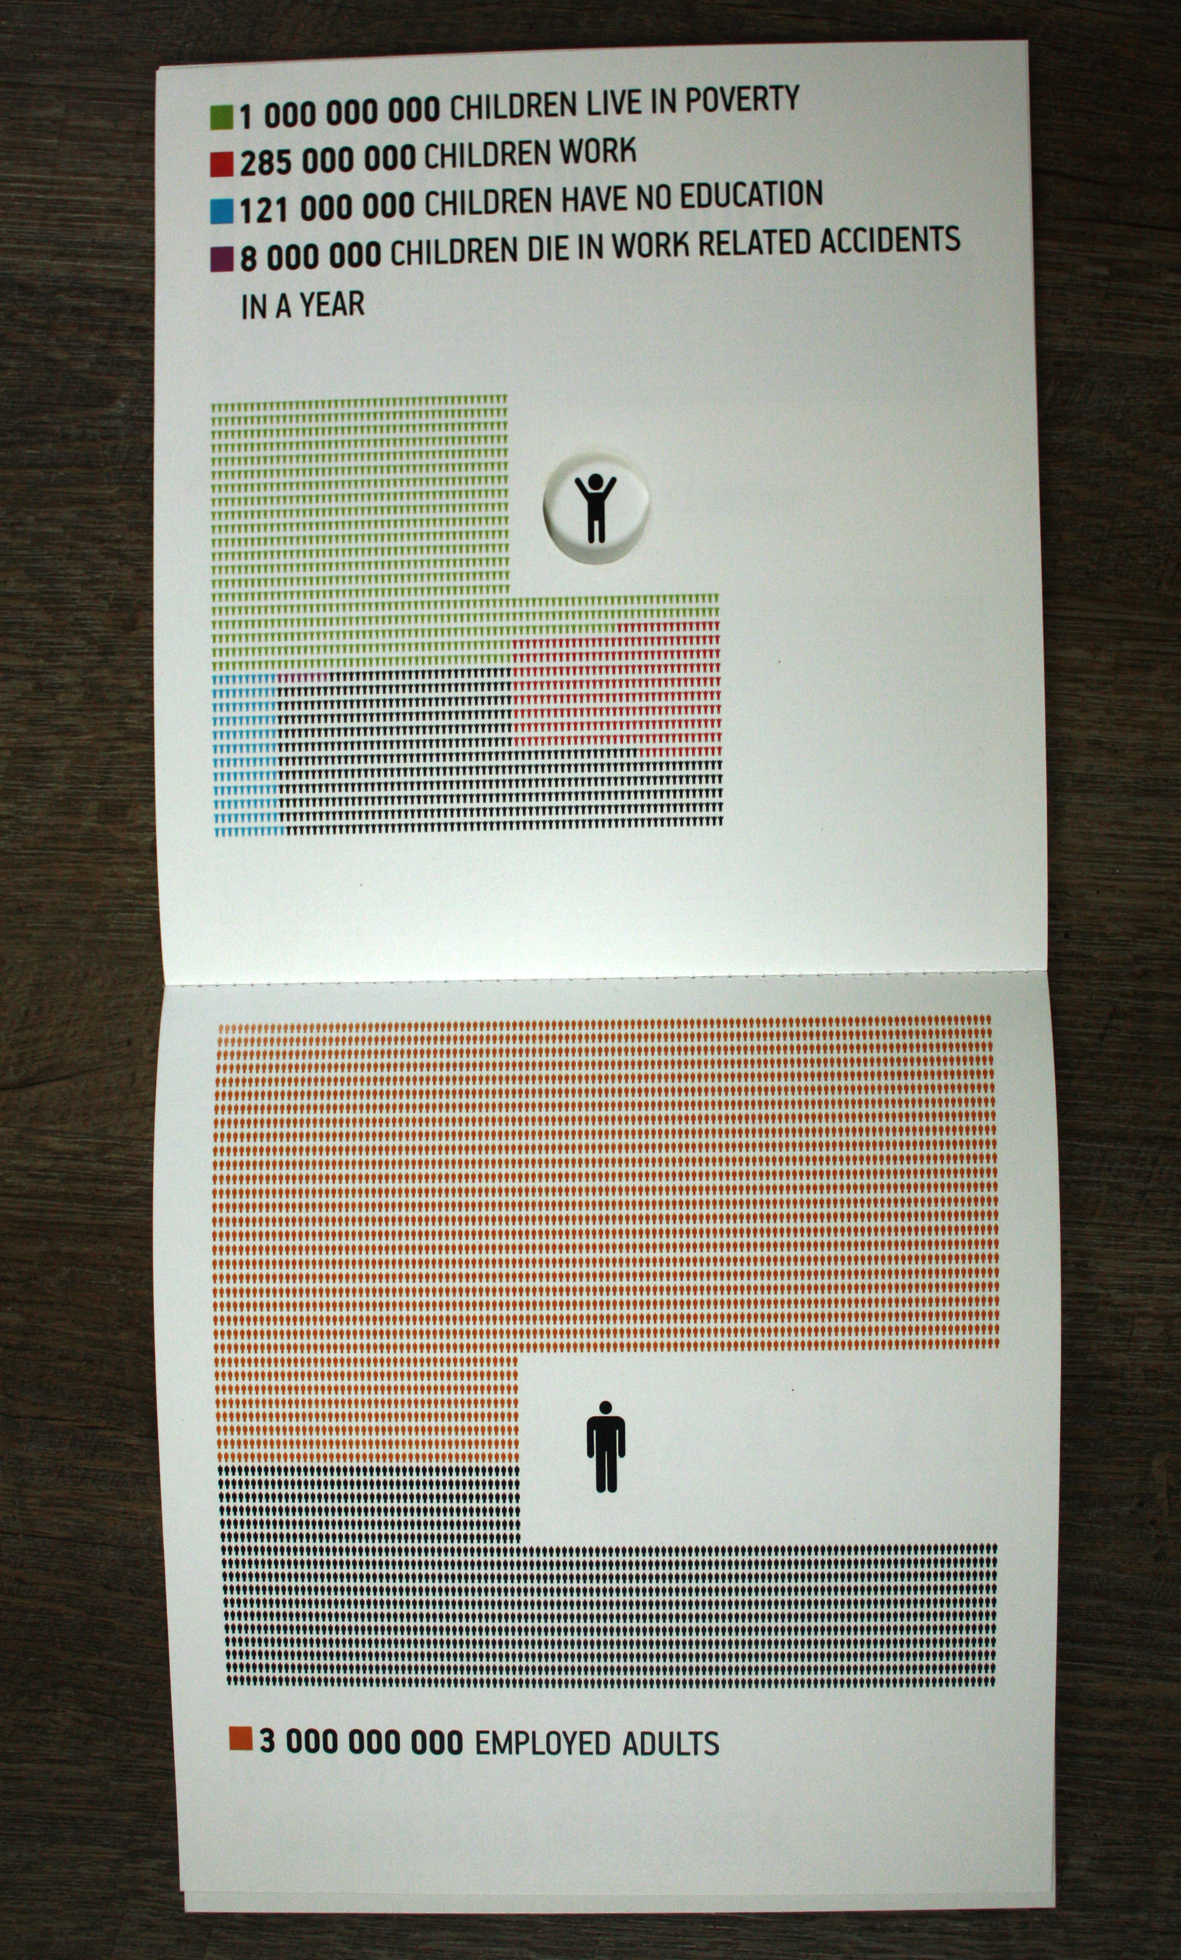 1 000 000 000 CHILDREN LIVE IN POVERTY
285 000 000 CHILDREN WORK
121 000 000 CHILDREN HAVE NO EDUCATION
8 000 000 CHILDREN DIE IN WORK RELATED ACCIDENTS
IN A YEAR
3 000 000 000 EMPLOYED ADULTS